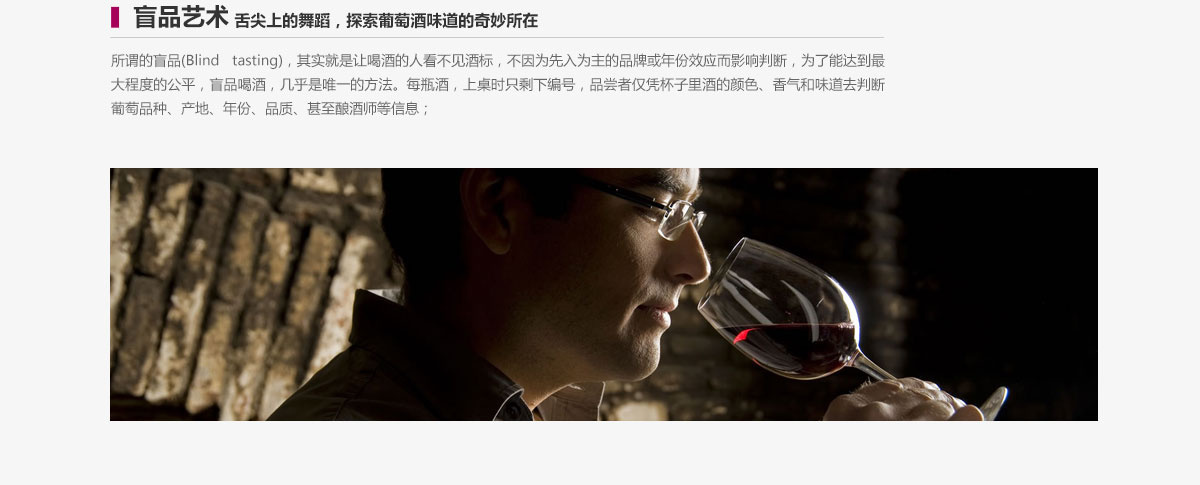 盲品艺术 舌尖上的舞蹈，探索葡萄酒味道的奇妙所在
所谓的盲品(Blind tasting)，其实就是让喝酒的人看不见酒标，不因为先入为主的品牌或年份效应而影响判断，为了能达到最
大程度的公平，盲品喝酒，几乎是唯一的方法。每瓶酒，上桌时只剩下编号，品尝者仅凭杯子里酒的颜色、香气和味道去判断
葡萄品种、产地、年份、品质、甚至酿酒师等信息；